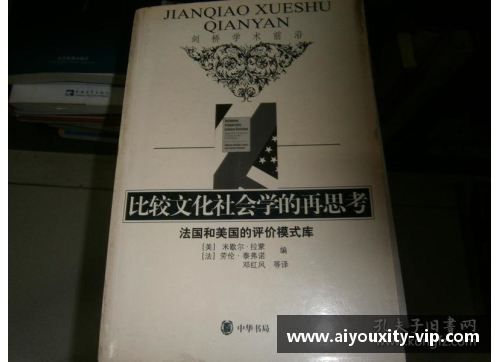 JIANQIAO XUESHU
QIANYAN
剑桥学术前沿
比较文化社会学的再思考
法国和美国的评价模式库
[美] 米歇尔·拉蒙
编
[法] 劳伦·泰弗诺
邓红风 等译
中华书局
孔夫子旧书网
www.aiyouxity-vip.com